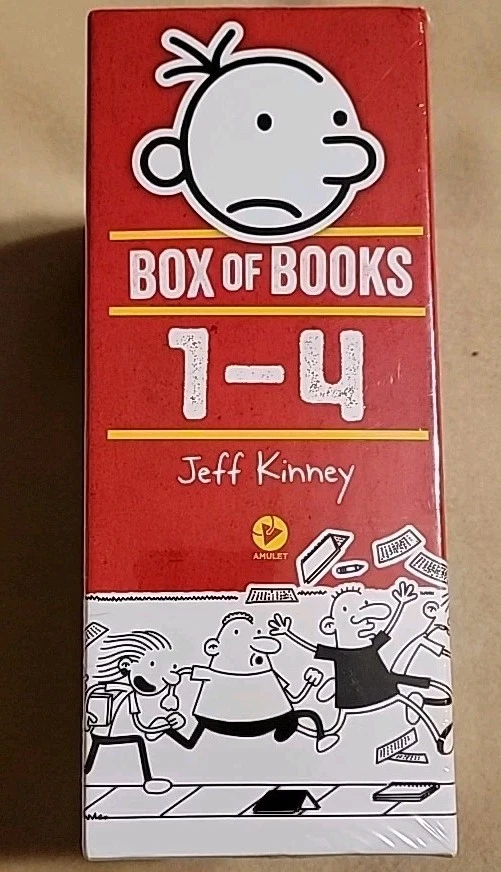 BOX OF BOOKS
1-4
Jeff Kinney
AMULET